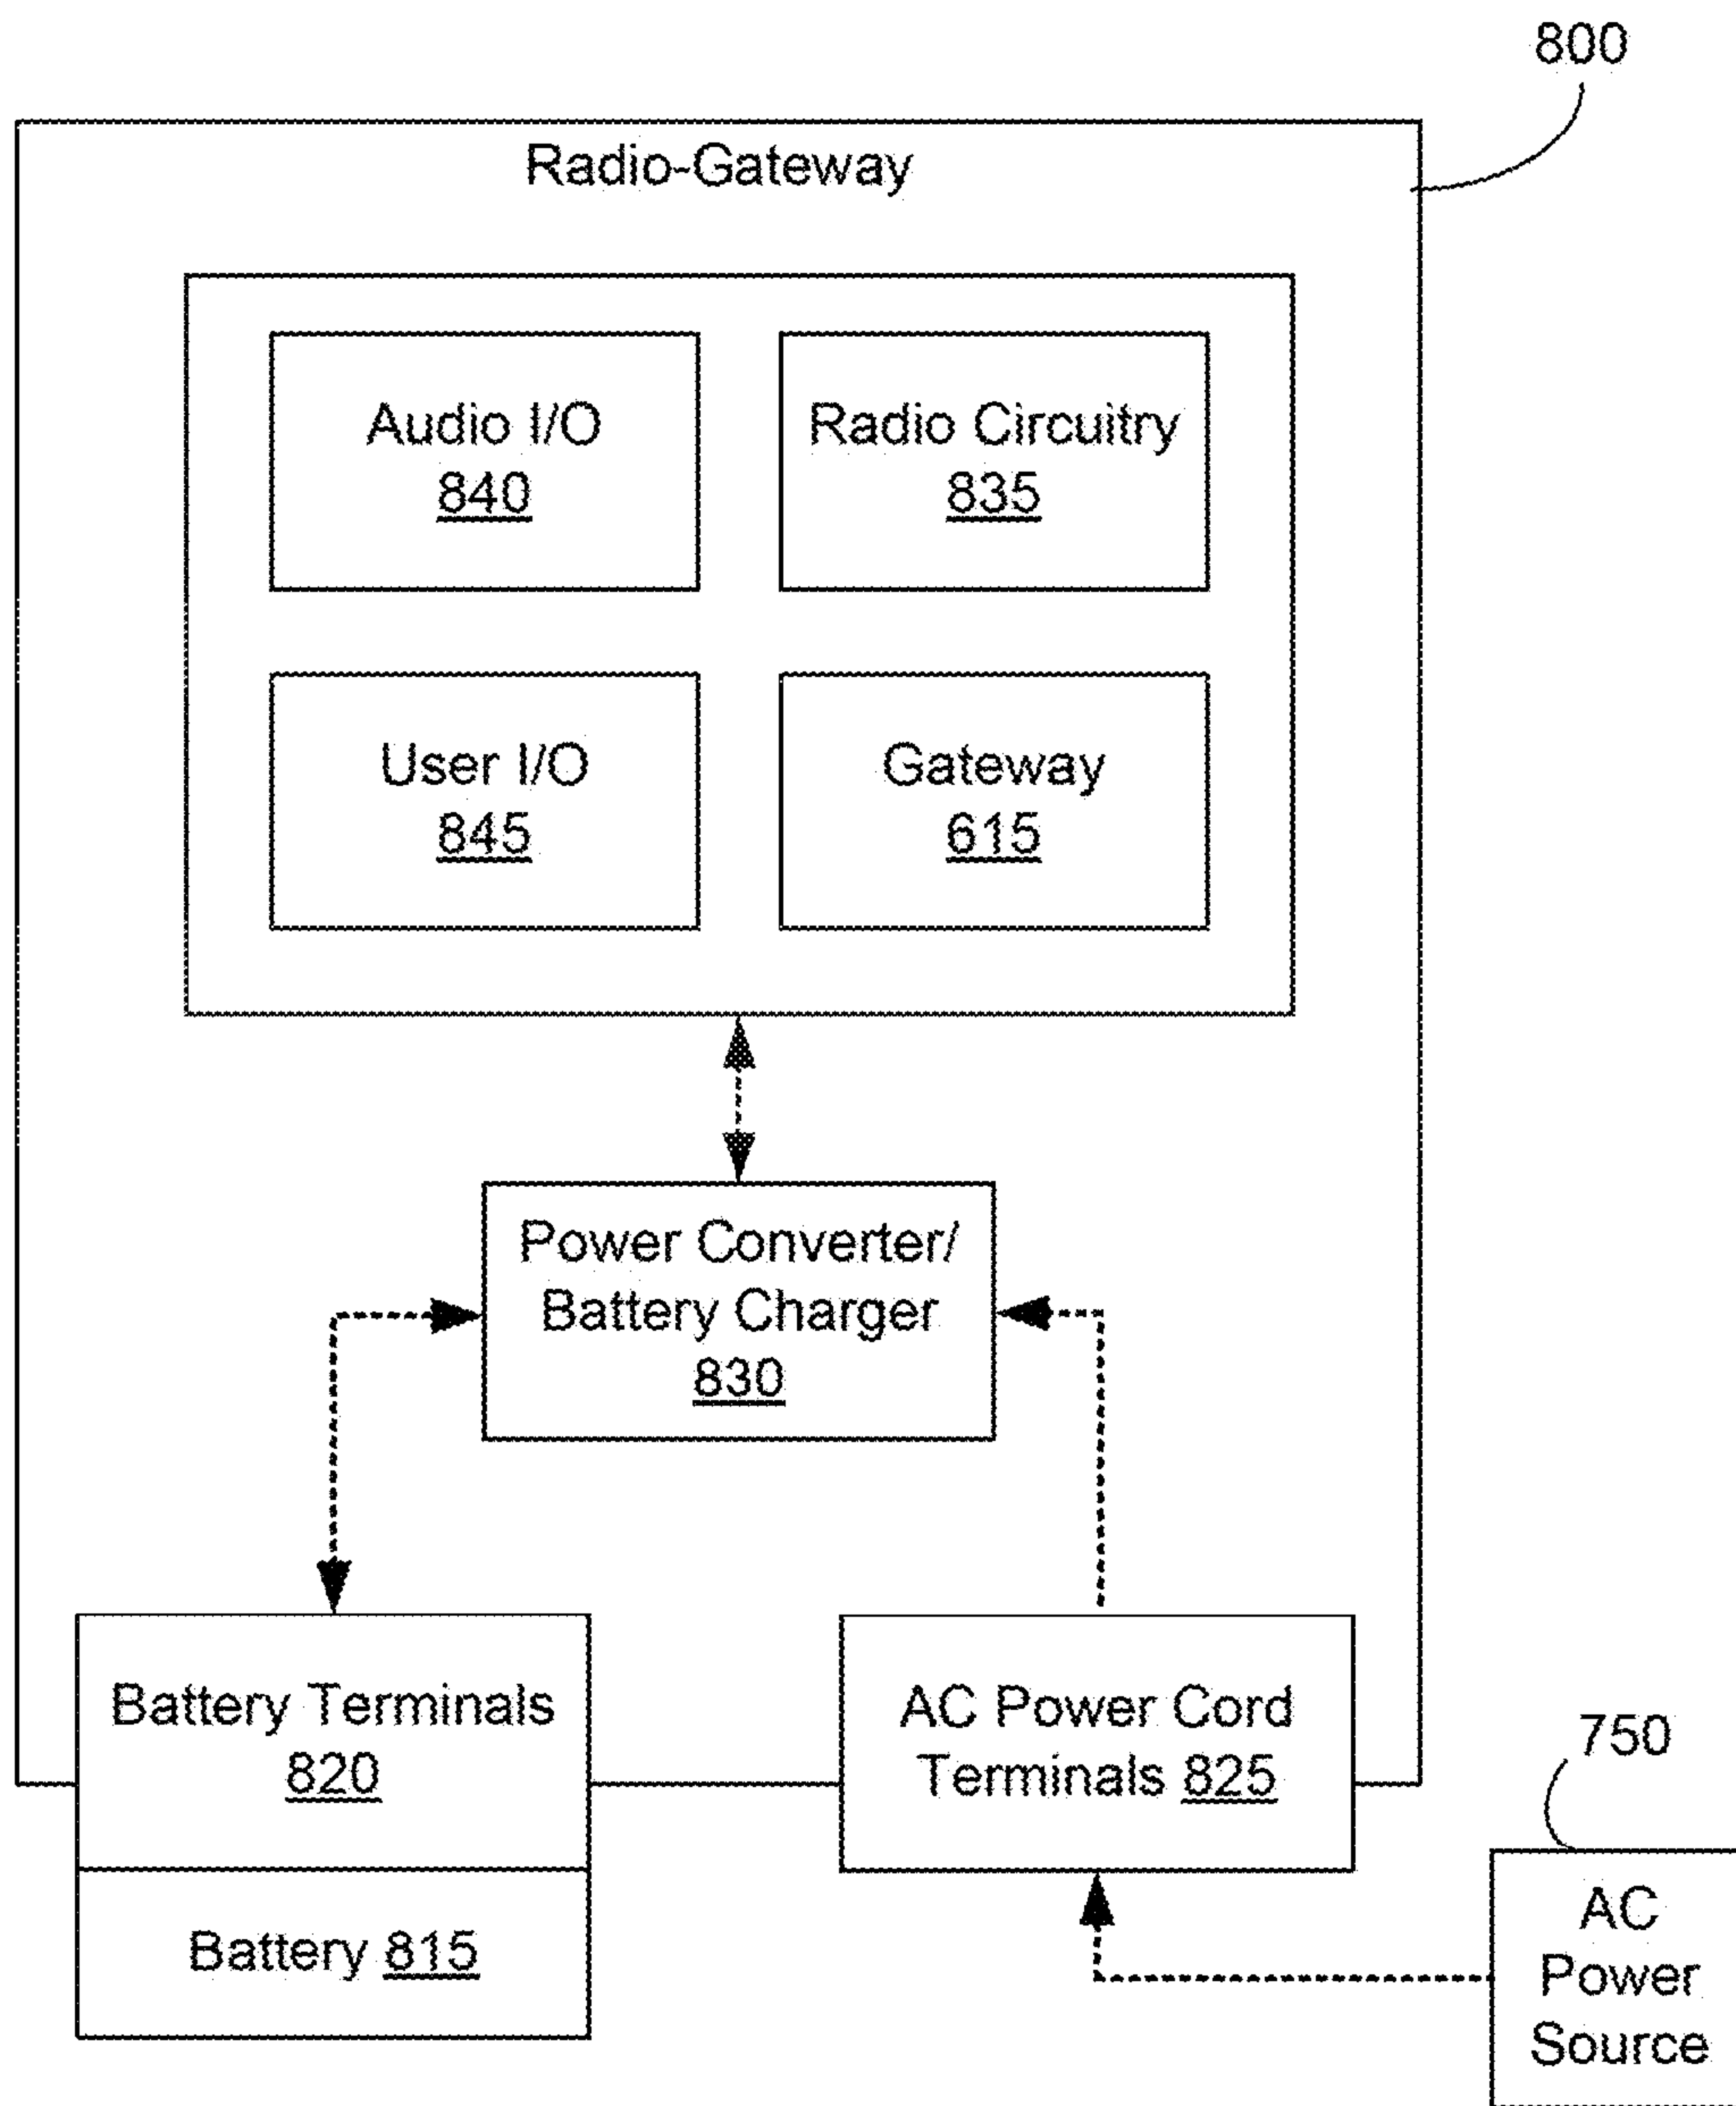 800
Radio-Gateway
Audio I/O
840
Radio Circuitry
835
User I/O
845
Gateway
615
Power Converter/
Battery Charger
830
Battery Terminals
820
AC Power Cord
Terminals 825
Battery 815
750
AC
Power
Source